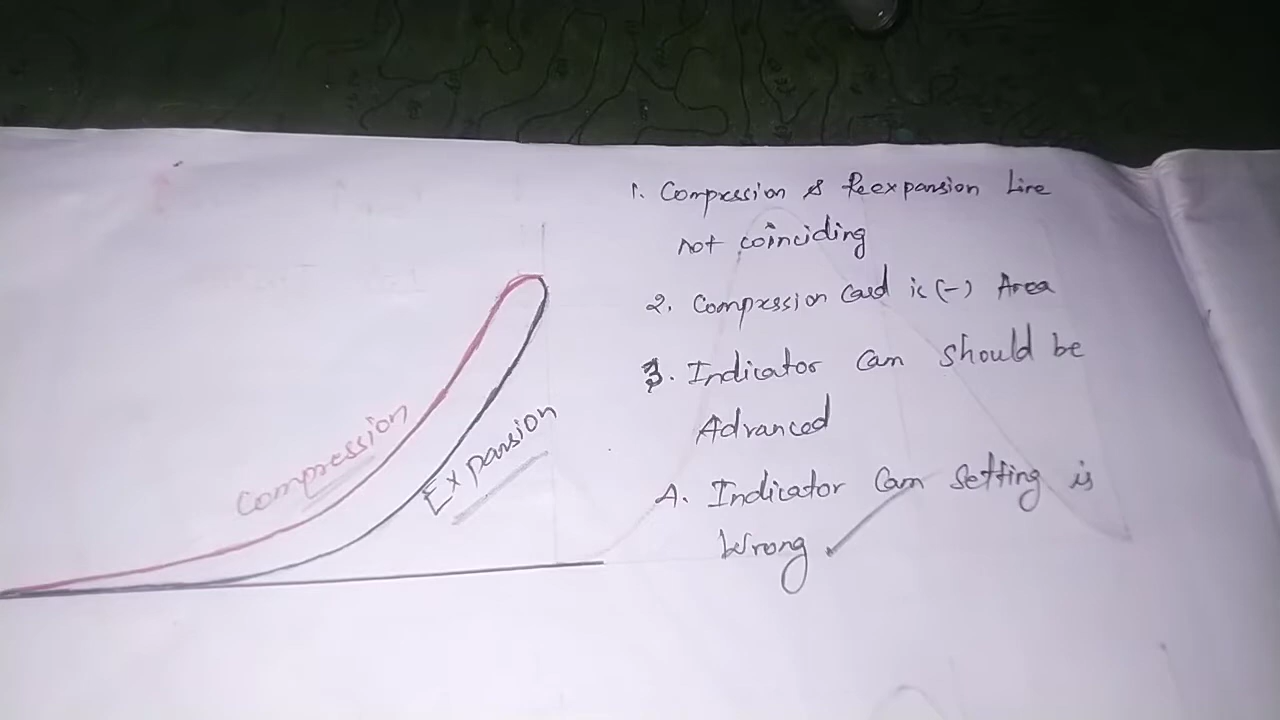 Compression
Expansion
1. Compression & Reexpansion Line
not coinciding
2. Compression Card is (-) Area
3. Indicator Cam should be
Advanced
4. Indicator Cam setting is
Wrong